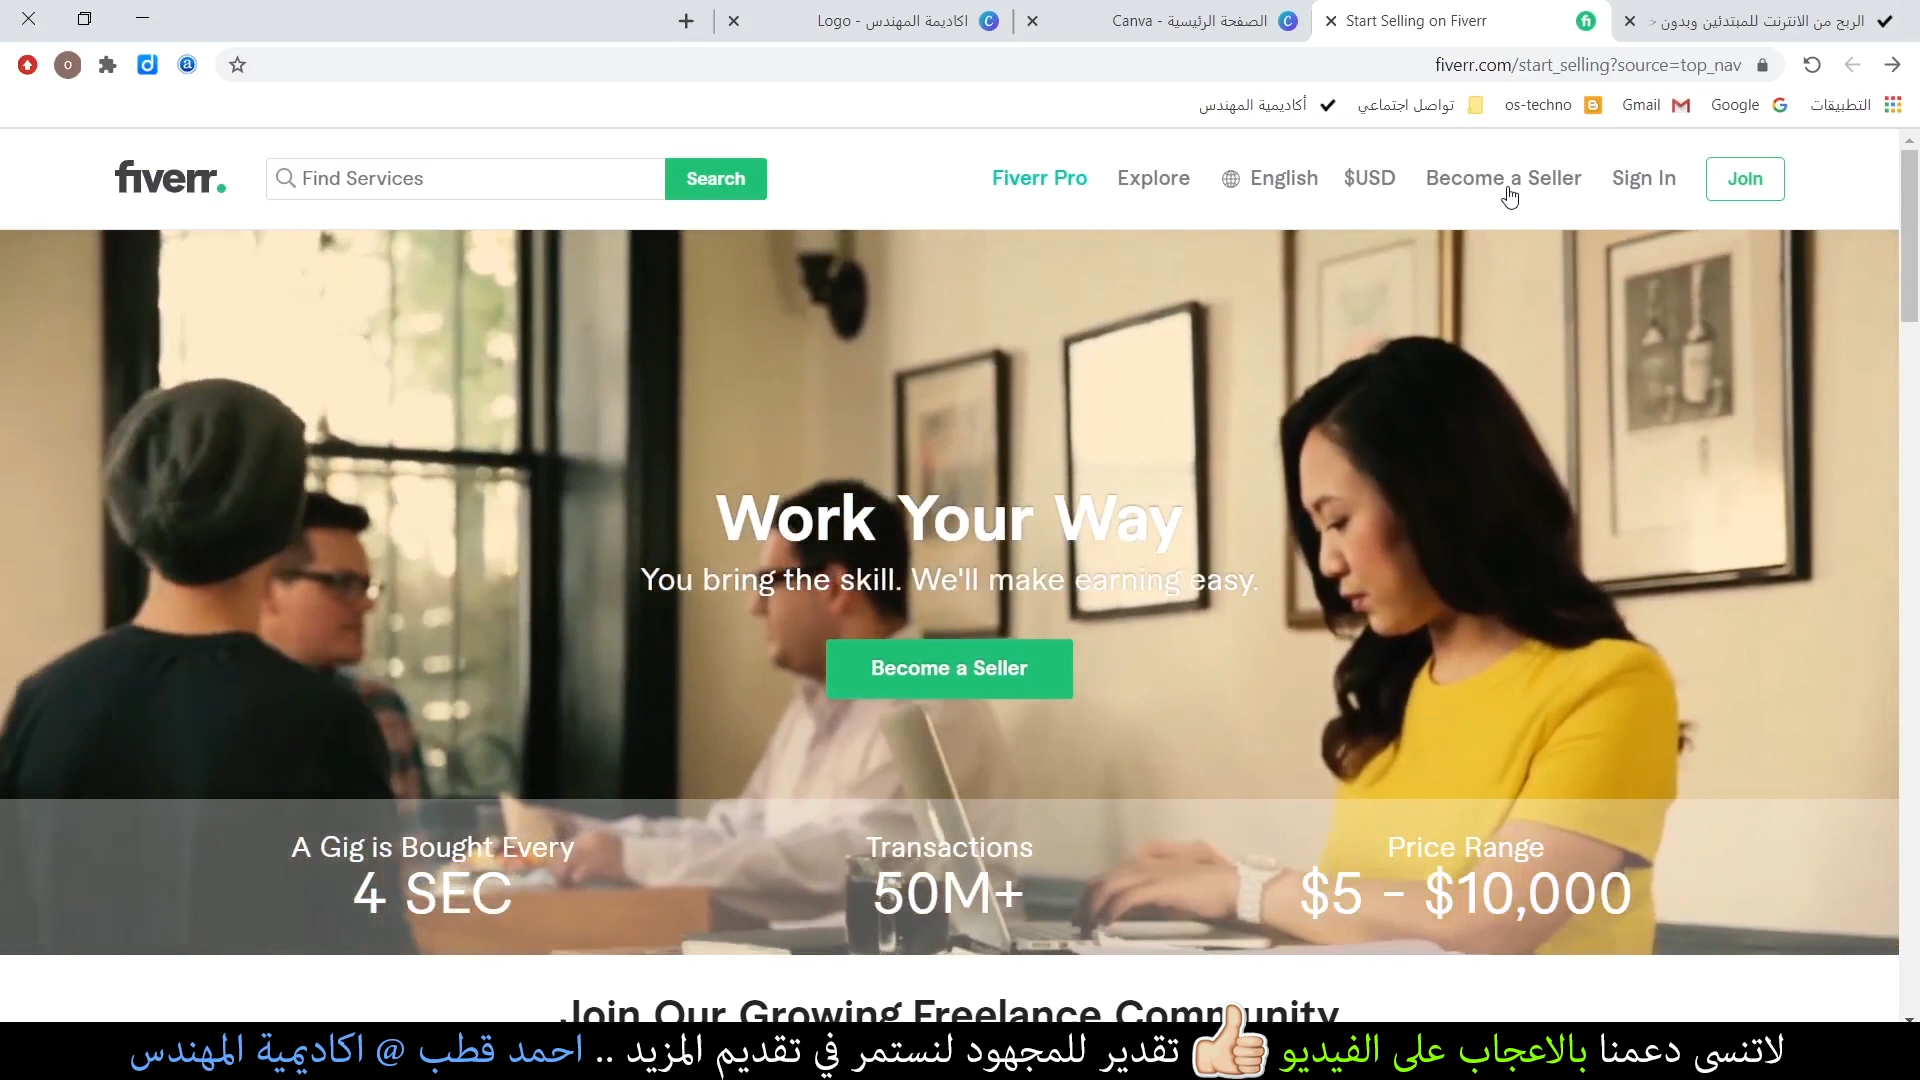 الربح من الانترنت للمبتدئين وبدون
Start Selling on Fiverr
Canva - الصفحة الرئيسية
Logo - اكاديمة المهندس
fiverr.com/start_selling?source=top_nav
التطبيقات
Google
Gmail
os-techno
تواصل اجتماعي
أكاديمية المهندس
fiverr.
Find Services
Search
Fiverr Pro
Explore
English
$USD
Become a Seller
Sign In
Join
Work Your Way
You bring the skill. We'll make earning easy.
Become a Seller
A Gig is Bought Every
4 SEC
Transactions
50M+
Price Range
$5 - $10,000
Join Our Growing Freelance Community
لاتنسى دعمنا بالاعجاب على الفيديو تقدير للمجهود لنستمر في تقديم المزيد .. احمد قطب @ اكاديمية المهندس